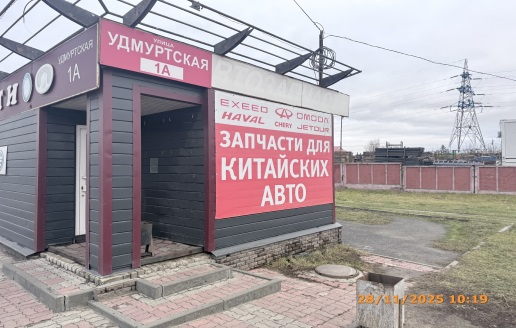 УДМУРТСКАЯ
1А
УЛИЦА
УДМУРТСКАЯ
1А
EXEED
OMODA
HAVAL
CHERY
JETOUR
ЗАПЧАСТИ ДЛЯ
КИТАЙСКИХ
АВТО
28/11/2025 10:19